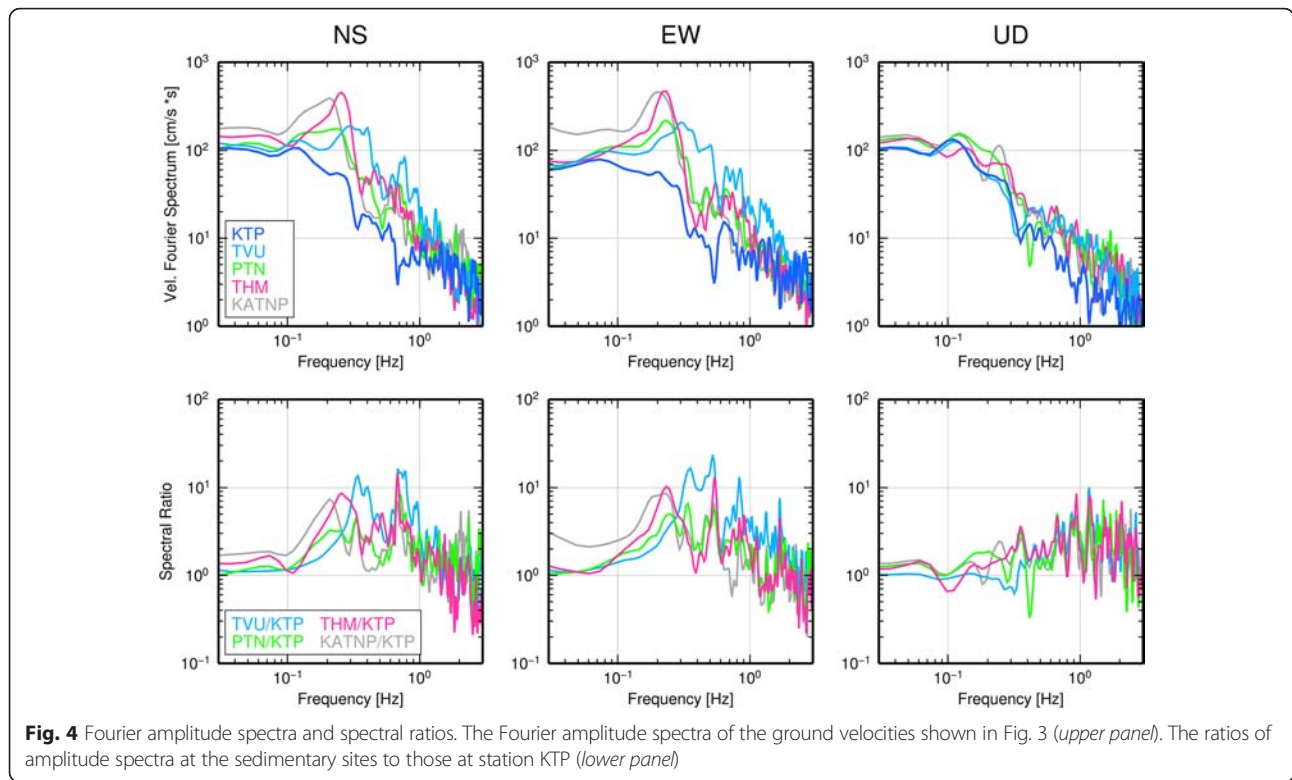 NS
EW
UD
10³
10²
10¹
10⁰
Vel. Fourier Spectrum [cm/s *s]
KTP
TVU
PTN
THM
KATNP
10⁻¹ 10⁰
Frequency [Hz]
10³
10²
10¹
10⁰
10⁻¹ 10⁰
Frequency [Hz]
10³
10²
10¹
10⁰
10⁻¹ 10⁰
Frequency [Hz]
10²
10¹
10⁰
10⁻¹
Spectral Ratio
TVU/KTP THM/KTP
PTN/KTP KATNP/KTP
10⁻¹ 10⁰
Frequency [Hz]
10²
10¹
10⁰
10⁻¹
10⁻¹ 10⁰
Frequency [Hz]
10²
10¹
10⁰
10⁻¹
10⁻¹ 10⁰
Frequency [Hz]
Fig. 4 Fourier amplitude spectra and spectral ratios. The Fourier amplitude spectra of the ground velocities shown in Fig. 3 (upper panel). The ratios of
amplitude spectra at the sedimentary sites to those at station KTP (lower panel)